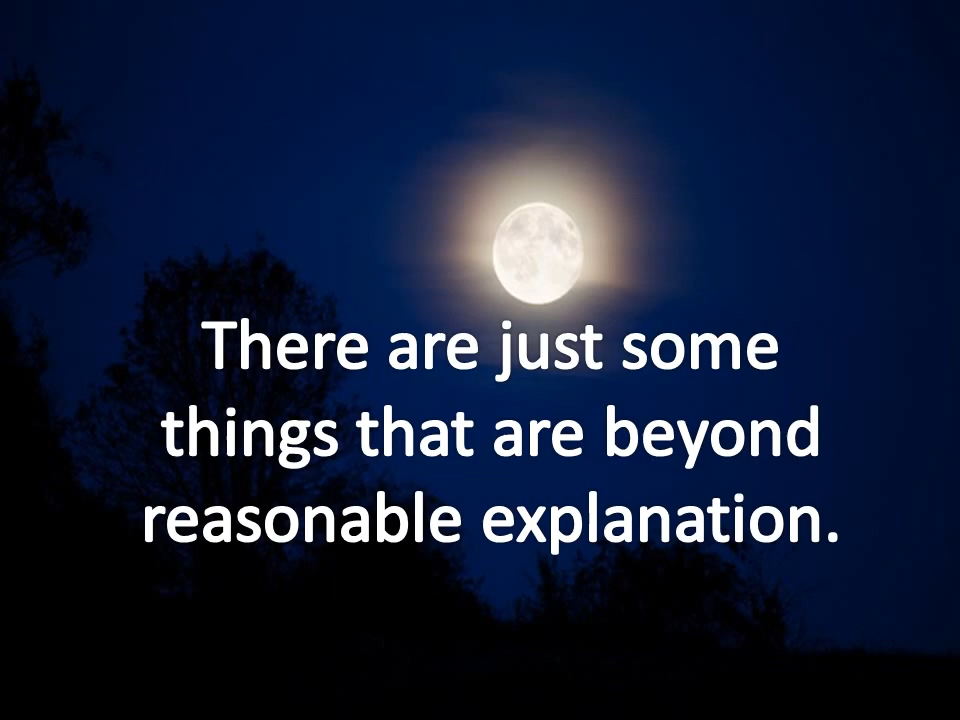 There are just some
things that are beyond
reasonable explanation.